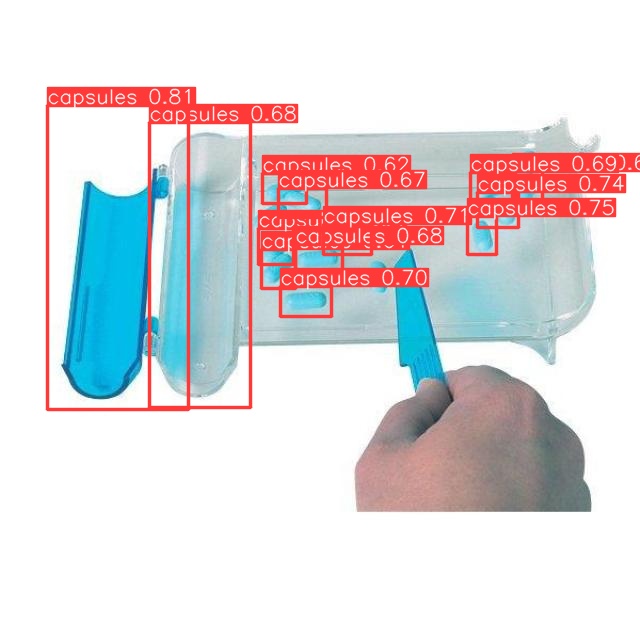 capsules 0.81
capsules 0.68
capsules 0.62
capsules 0.69
capsules 0.67
capsules 0.74
capsules 0.75
capsules 0.71
capsules 0.68
capsules 0.70